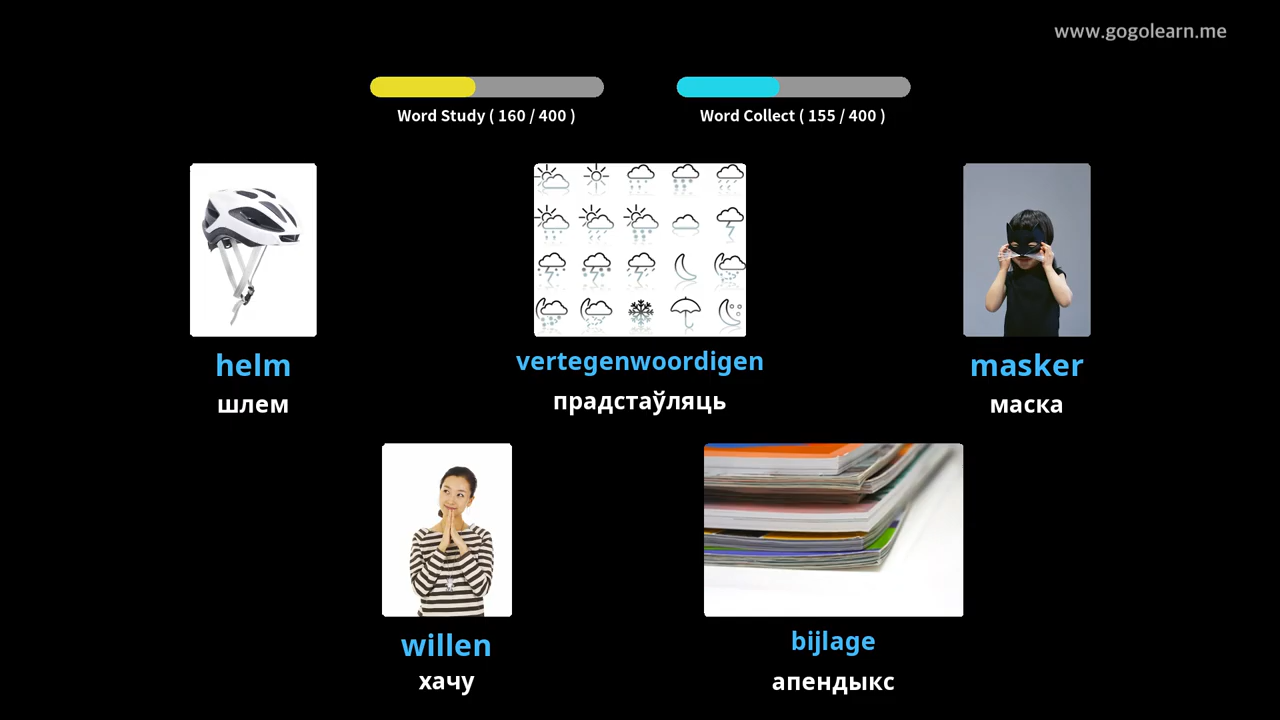 www.gogolearn.me
Word Study ( 160 / 400 )
Word Collect ( 155 / 400 )
helm
шлем
vertegenwoordigen
прадстаўляць
masker
маска
willen
хачу
bijlage
апендыкс